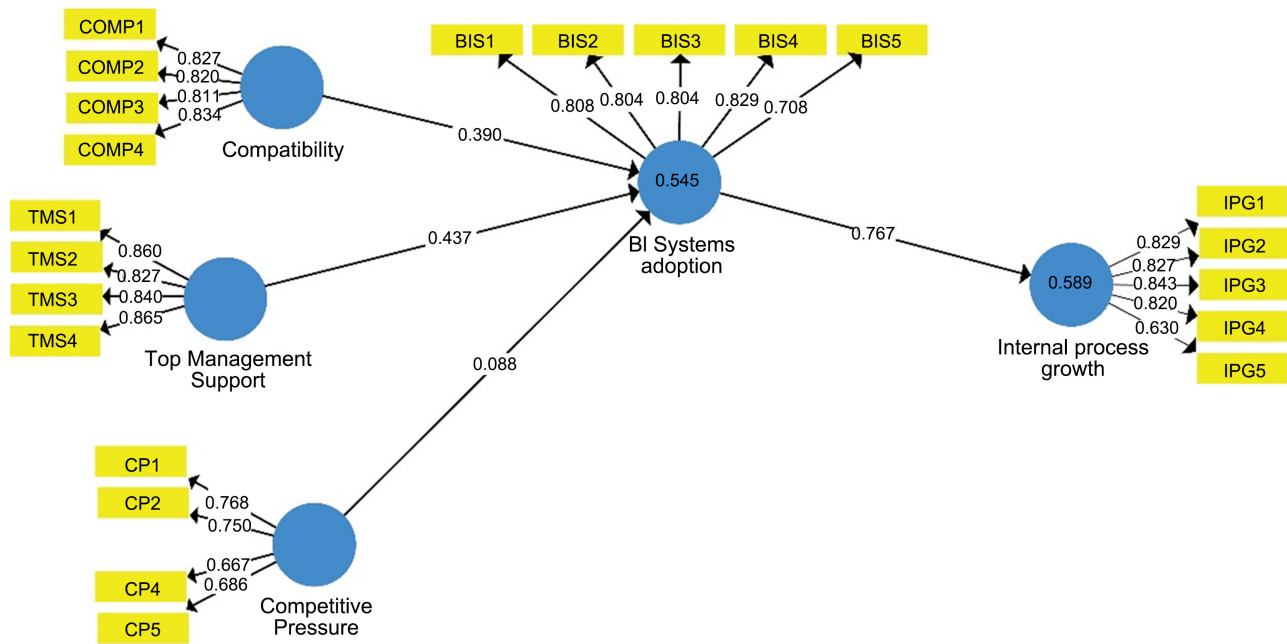 COMP1
COMP2
COMP3
COMP4
0.827
0.820
0.811
0.834
Compatibility
TMS1
TMS2
TMS3
TMS4
0.860
0.827
0.840
0.865
Top Management
Support
CP1
CP2
CP4
CP5
0.768
0.750
0.667
0.686
Competitive
Pressure
0.390
0.437
0.088
BIS1
BIS2
BIS3
BIS4
BIS5
0.808
0.804
0.804
0.829
0.708
0.545
BI Systems
adoption
0.767
0.589
Internal process
growth
0.829
0.827
0.843
0.820
0.630
IPG1
IPG2
IPG3
IPG4
IPG5